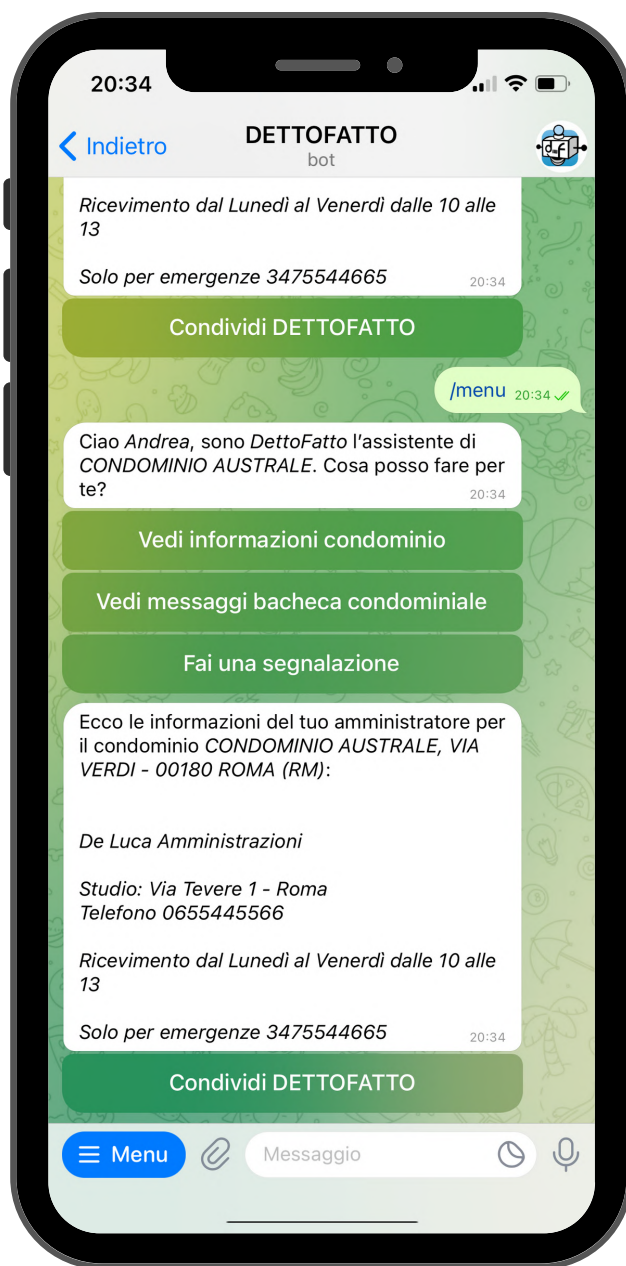 20:34
Indietro
DETTOFATTO
bot
d=f
Ricevimento dal Lunedì al Venerdì dalle 10 alle
13
Solo per emergenze 3475544665
20:34
Condividi DETTOFATTO
/menu 20:34
Ciao Andrea, sono DettoFatto l'assistente di
CONDOMINIO AUSTRALE. Cosa posso fare per
te?
20:34
Vedi informazioni condominio
Vedi messaggi bacheca condominiale
Fai una segnalazione
Ecco le informazioni del tuo amministratore per
il condominio CONDOMINIO AUSTRALE, VIA
VERDI - 00180 ROMA (RM):
De Luca Amministrazioni
Studio: Via Tevere 1 - Roma
Telefono 0655445566
Ricevimento dal Lunedì al Venerdì dalle 10 alle
13
Solo per emergenze 3475544665
20:34
Condividi DETTOFATTO
Menu
Messaggio